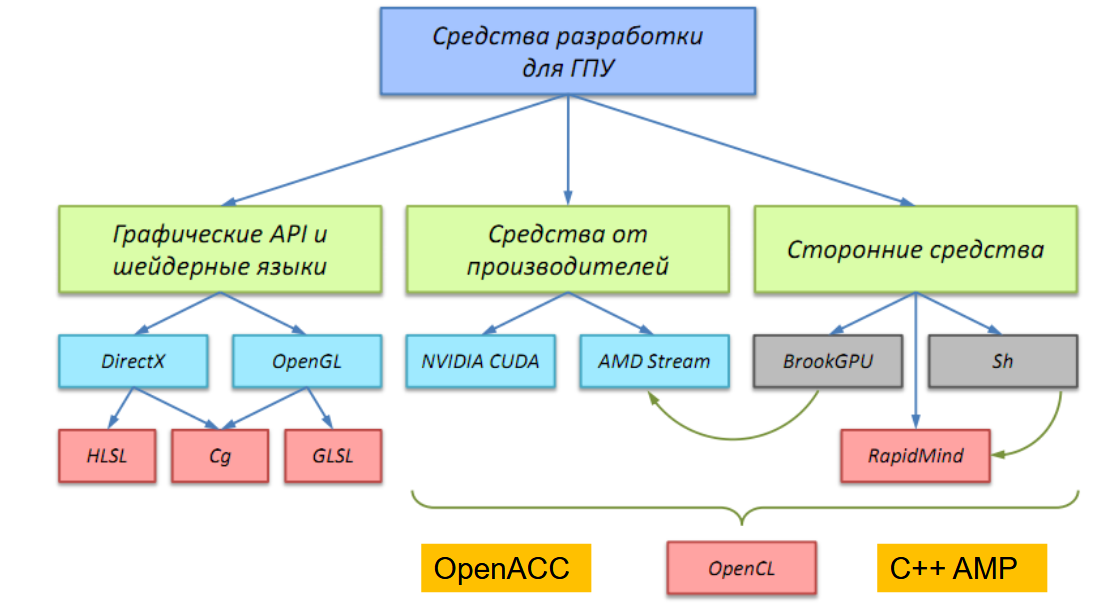 Средства разработки
для ГПУ
Графические API и
шейдерные языки
Средства от
производителей
Сторонние средства
DirectX
OpenGL
NVIDIA CUDA
AMD Stream
BrookGPU
Sh
HLSL
Cg
GLSL
RapidMind
OpenACC
OpenCL
C++ AMP